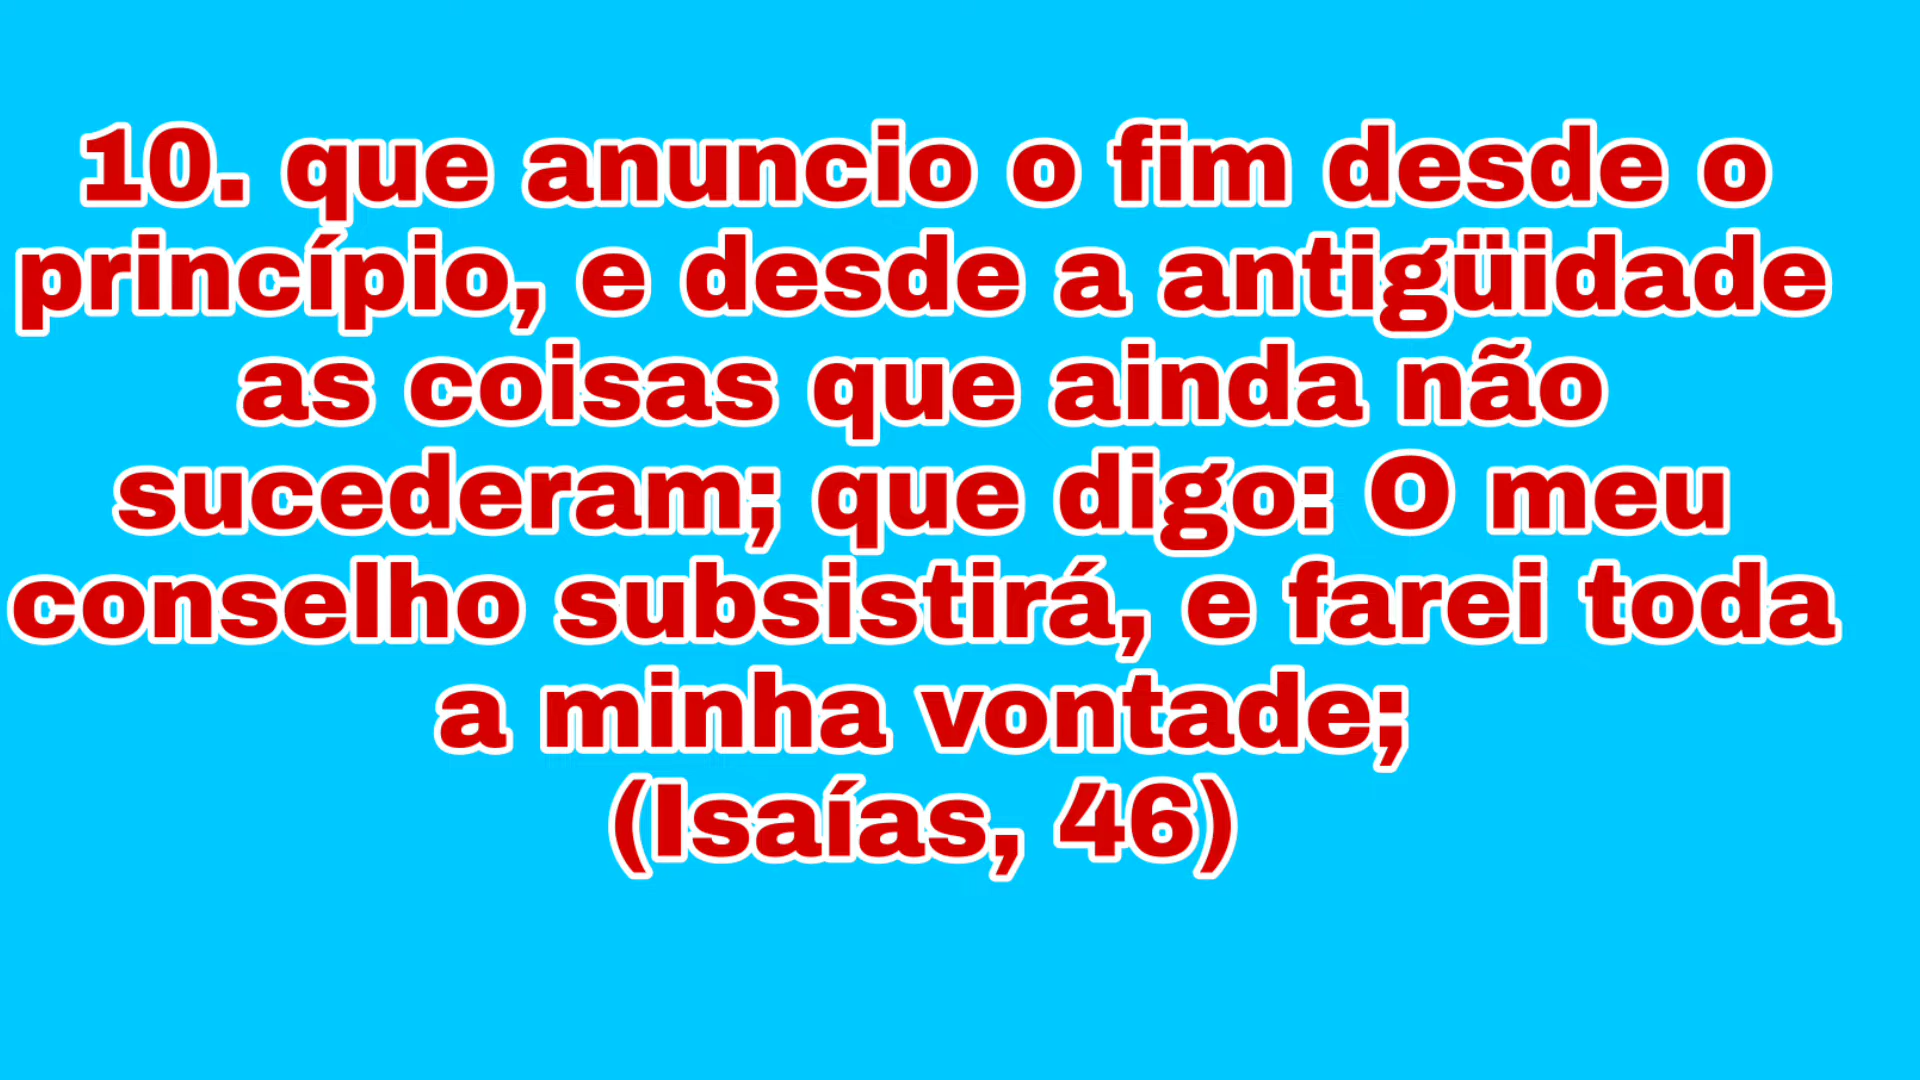 10. que anuncio o fim desde o
princípio, e desde a antigüidade
as coisas que ainda não
sucederam; que digo: O meu
conselho subsistirá, e farei toda
a minha vontade;
(Isaías, 46)